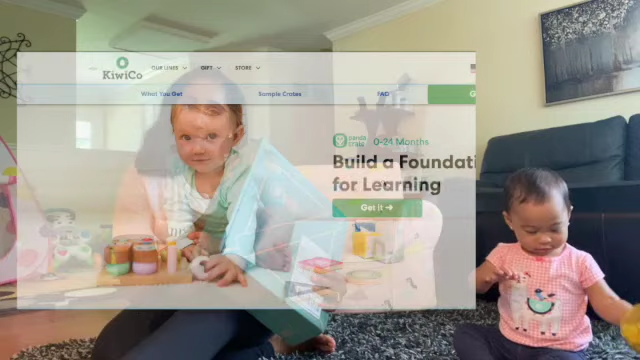 KiwiCo
OUR LINES
GIFT
STORE
What You Get
Sample Crates
FAQ
G
panda
crate
0-24 Months
Build a Foundati
for Learning
Get It